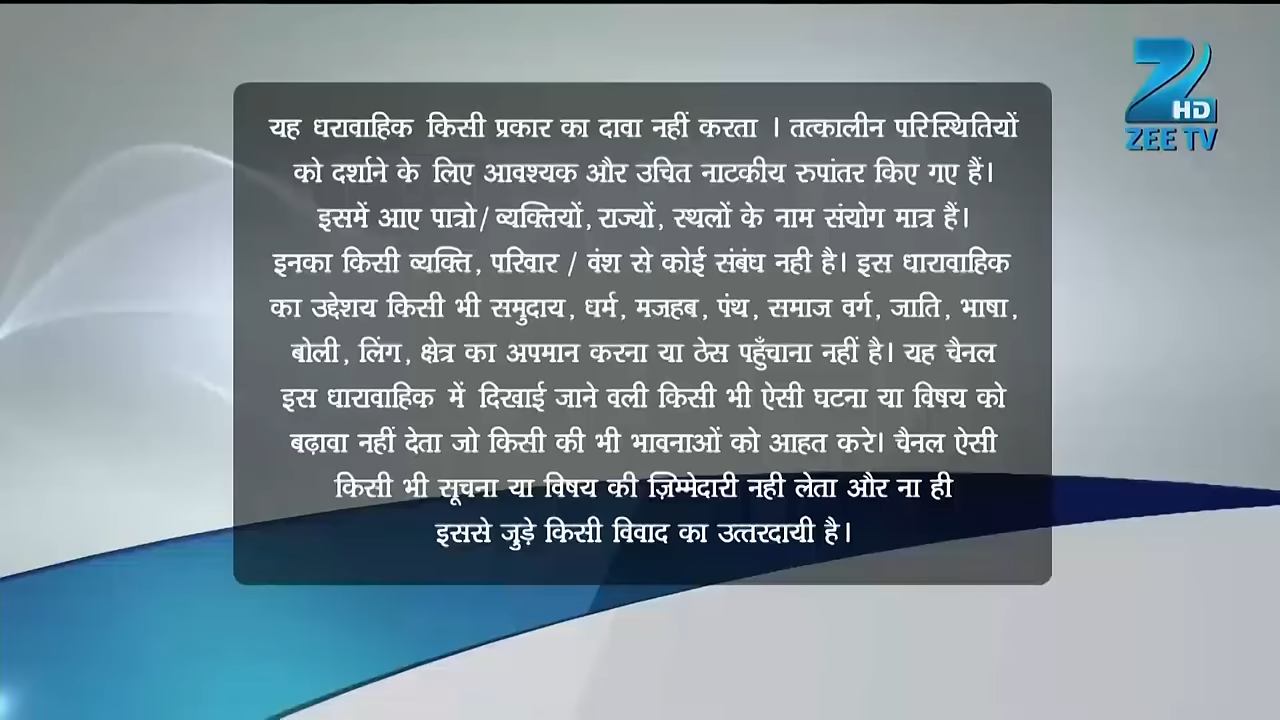 HD
ZEE TV
यह धरावाहिक किसी प्रकार का दावा नहीं करता । तत्कालीन परिस्थितियों
को दर्शाने के लिए आवश्यक और उचित नाटकीय रुपांतर किए गए हैं।
इसमें आए पात्रो/व्यक्तियों, राज्यों, स्थलों के नाम संयोग मात्र हैं।
इनका किसी व्यक्ति, परिवार / वंश से कोई संबंध नही है। इस धारावाहिक
का उद्देशय किसी भी समुदाय, धर्म, मजहब, पंथ, समाज वर्ग, जाति, भाषा,
बोली, लिंग, क्षेत्र का अपमान करना या ठेस पहुँचाना नहीं है। यह चैनल
इस धारावाहिक में दिखाई जाने वली किसी भी ऐसी घटना या विषय को
बढ़ावा नहीं देता जो किसी की भी भावनाओं को आहत करे। चैनल ऐसी
किसी भी सूचना या विषय की ज़िम्मेदारी नही लेता और ना ही
इससे जुड़े किसी विवाद का उत्तरदायी है।